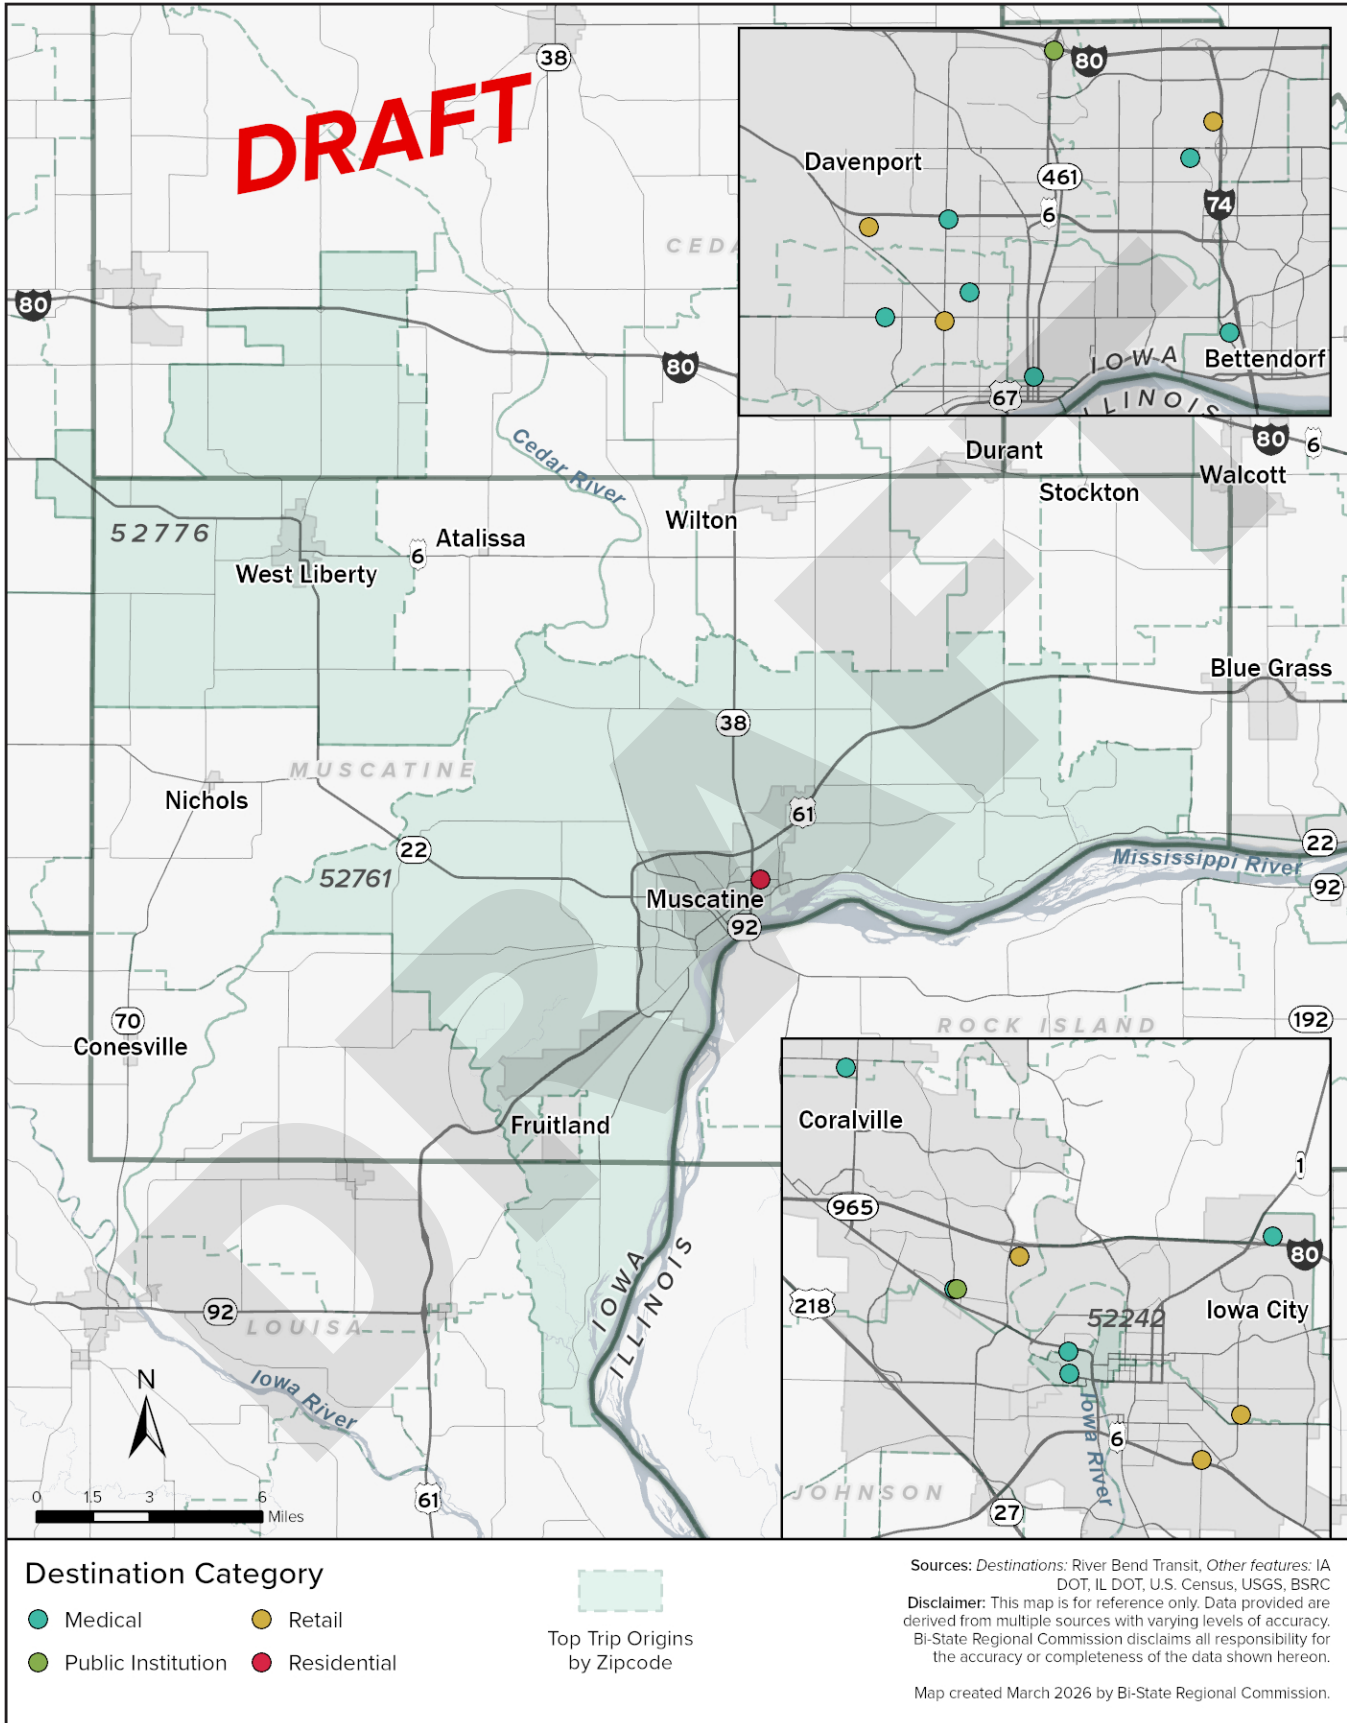 38
DRAFT
80
Davenport
461
6
74
CEDA
80
IOWA
Bettendorf
80
67
ILLINOIS
Cedar River
Durant
80
6
Walcott
Stockton
52776
Wilton
Atalissa
6
West Liberty
DRAFT
Blue Grass
38
MUSCATINE
Nichols
61
22
22
Mississippi River
52761
92
Muscatine
92
70
Conesville
ROCK ISLAND
192
Fruitland
Coralville
1
965
80
218
52242
Iowa City
IOWA
ILLINOIS
92
LOUISA
Iowa River
N
Iowa River
6
JOHNSON
27
61
0 1.5 3 6
Miles
Destination Category
Medical
Retail
Public Institution
Residential
Top Trip Origins
by Zipcode
Sources: Destinations: River Bend Transit, Other features: IA
DOT, IL DOT, U.S. Census, USGS, BSRC
Disclaimer: This map is for reference only. Data provided are
derived from multiple sources with varying levels of accuracy.
Bi-State Regional Commission disclaims all responsibility for
the accuracy or completeness of the data shown hereon.
Map created March 2026 by Bi-State Regional Commission.